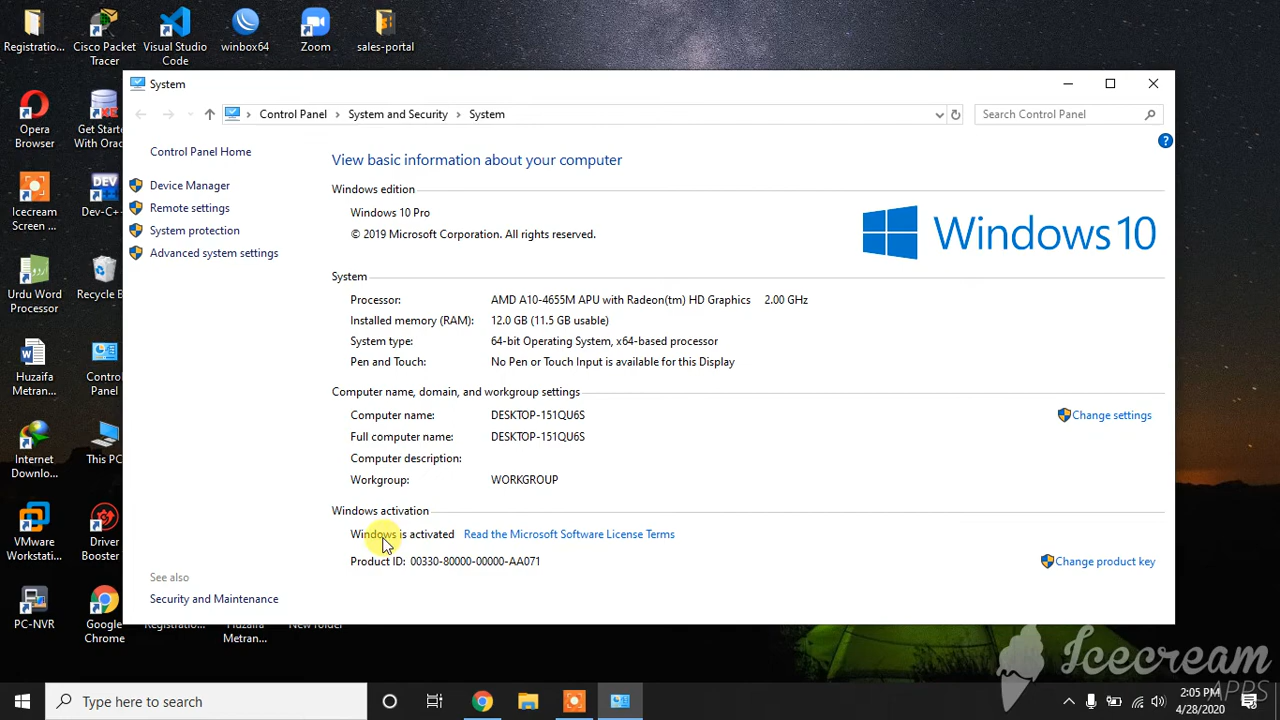 Registratio...
Cisco Packet
Tracer
Visual Studio
Code
winbox64
Zoom
sales-portal
System
Control Panel
System and Security
System
Search Control Panel
Opera
Browser
Get Starte
With Orac
Icecream
Screen ...
Dev-C++
Urdu Word
Processor
Recycle B
Huzaifa
Metran...
Control
Panel
Internet
Downlo...
This PC
VMware
Workstati...
Driver
Booster
PC-NVR
Google
Chrome
Control Panel Home
Device Manager
Remote settings
System protection
Advanced system settings
See also
Security and Maintenance
View basic information about your computer
Windows edition
Windows 10 Pro
© 2019 Microsoft Corporation. All rights reserved.
Windows 10
System
Processor: AMD A10-4655M APU with Radeon(tm) HD Graphics 2.00 GHz
Installed memory (RAM): 12.0 GB (11.5 GB usable)
System type: 64-bit Operating System, x64-based processor
Pen and Touch: No Pen or Touch Input is available for this Display
Computer name, domain, and workgroup settings
Computer name: DESKTOP-151QU6S
Change settings
Full computer name: DESKTOP-151QU6S
Computer description:
Workgroup: WORKGROUP
Windows activation
Windows is activated Read the Microsoft Software License Terms
Product ID: 00330-80000-00000-AA071
Change product key
Huzaifa
Metran...
Icecream
APPS
Type here to search
2:05 PM
4/28/2020